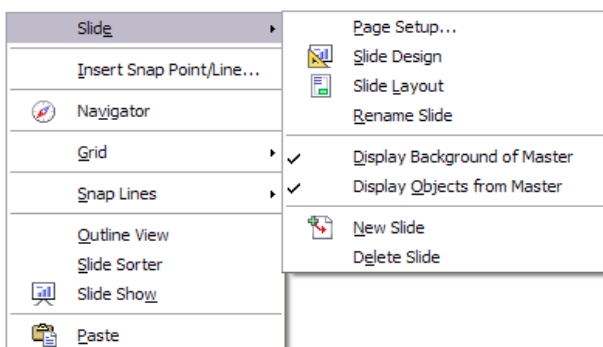 Slide
Insert Snap Point/Line...
Navigator
Grid
Snap Lines
Outline View
Slide Sorter
Slide Show
Paste
Page Setup...
Slide Design
Slide Layout
Rename Slide
Display Background of Master
Display Objects from Master
New Slide
Delete Slide